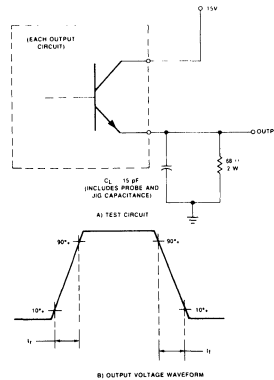 15V
(EACH OUTPUT
CIRCUIT)
OUTP
CL 15 pF
(INCLUDES PROBE AND
JIG CAPACITANCE)
68 Ω
2 W
A) TEST CIRCUIT
90%
90%
10%
10%
tr
tf
B) OUTPUT VOLTAGE WAVEFORM